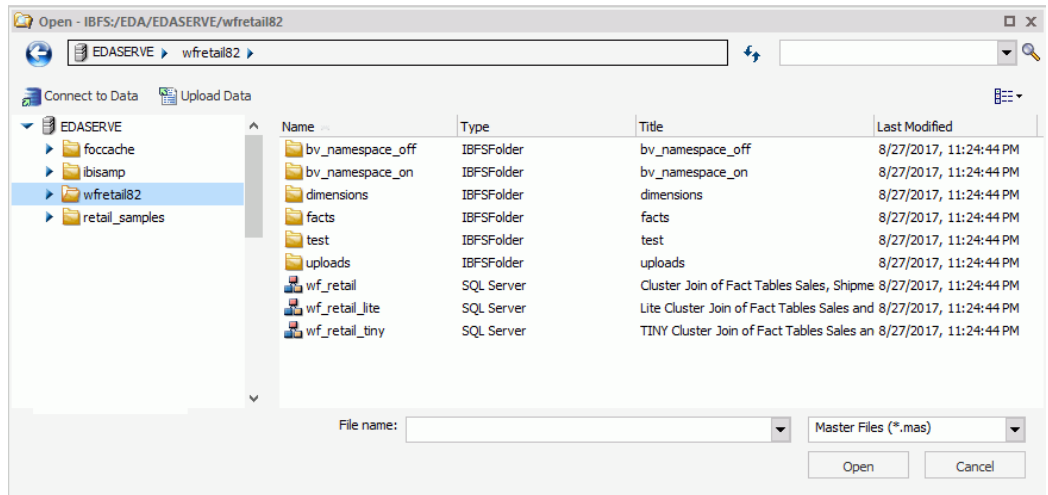 Open - IBFS:/EDA/EDASERVE/wfretail82
EDASERVE wfretail82
Connect to Data Upload Data
EDASERVE
foccache
ibisamp
wfretail82
retail_samples
Name Type Title Last Modified
bv_namespace_off IBFSFolder bv_namespace_off 8/27/2017, 11:24:44 PM
bv_namespace_on IBFSFolder bv_namespace_on 8/27/2017, 11:24:44 PM
dimensions IBFSFolder dimensions 8/27/2017, 11:24:44 PM
facts IBFSFolder facts 8/27/2017, 11:24:44 PM
test IBFSFolder test 8/27/2017, 11:24:44 PM
uploads IBFSFolder uploads 8/27/2017, 11:24:44 PM
wf_retail SQL Server Cluster Join of Fact Tables Sales, Shipme 8/27/2017, 11:24:44 PM
wf_retail_lite SQL Server Lite Cluster Join of Fact Tables Sales and 8/27/2017, 11:24:44 PM
wf_retail_tiny SQL Server TINY Cluster Join of Fact Tables Sales an 8/27/2017, 11:24:44 PM
File name: Master Files (*.mas)
Open Cancel